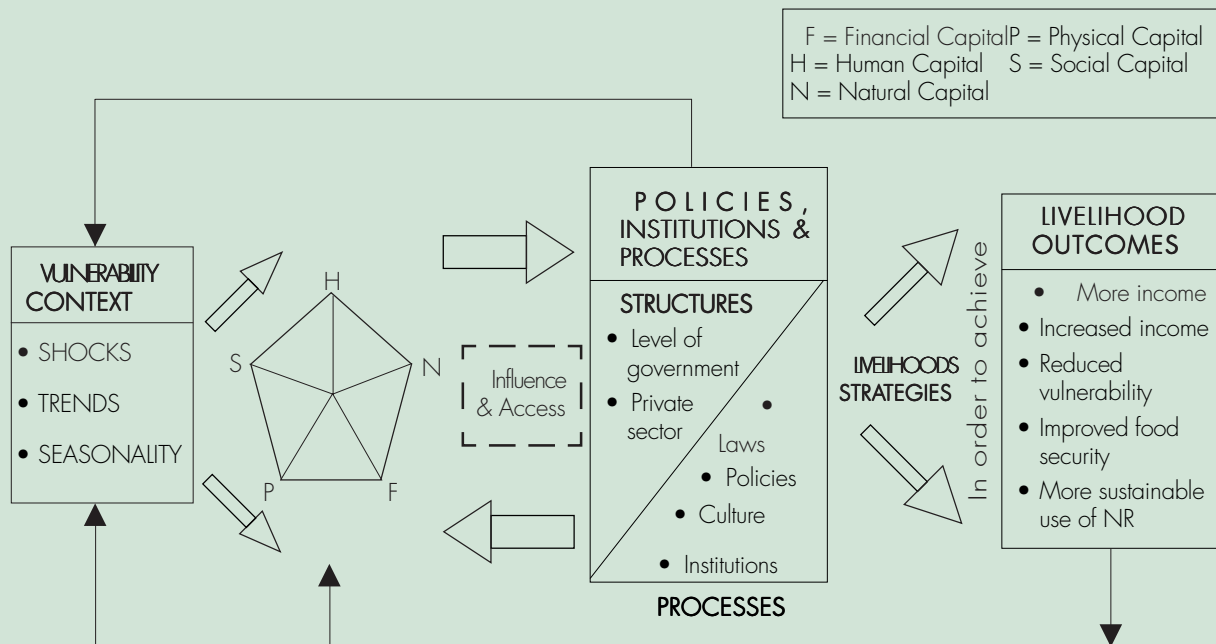 F = Financial CapitalP = Physical Capital
H = Human Capital S = Social Capital
N = Natural Capital
VULNERABILITY
CONTEXT
• SHOCKS
• TRENDS
• SEASONALITY
H
S
N
P
F
Influence
& Access
POLICIES,
INSTITUTIONS &
PROCESSES
STRUCTURES
• Level of
government
• Private
sector
•
Laws
• Policies
• Culture
• Institutions
PROCESSES
LIVELIHOODS
STRATEGIES
In order to achieve
LIVELIHOOD
OUTCOMES
• More income
• Increased income
• Reduced
vulnerability
• Improved food
security
• More sustainable
use of NR